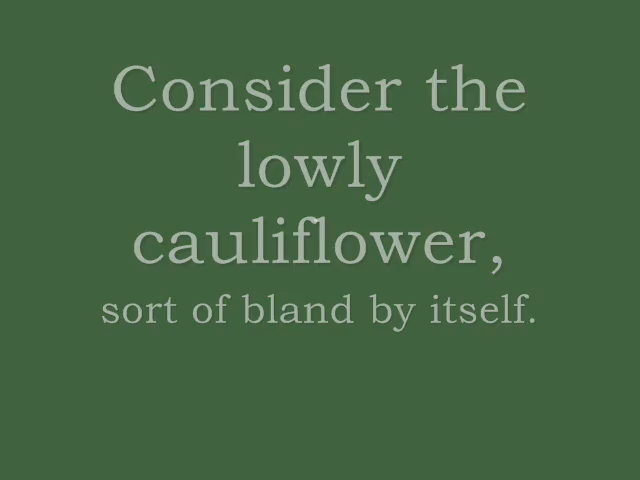 Consider the
lowly
cauliflower,
sort of bland by itself.